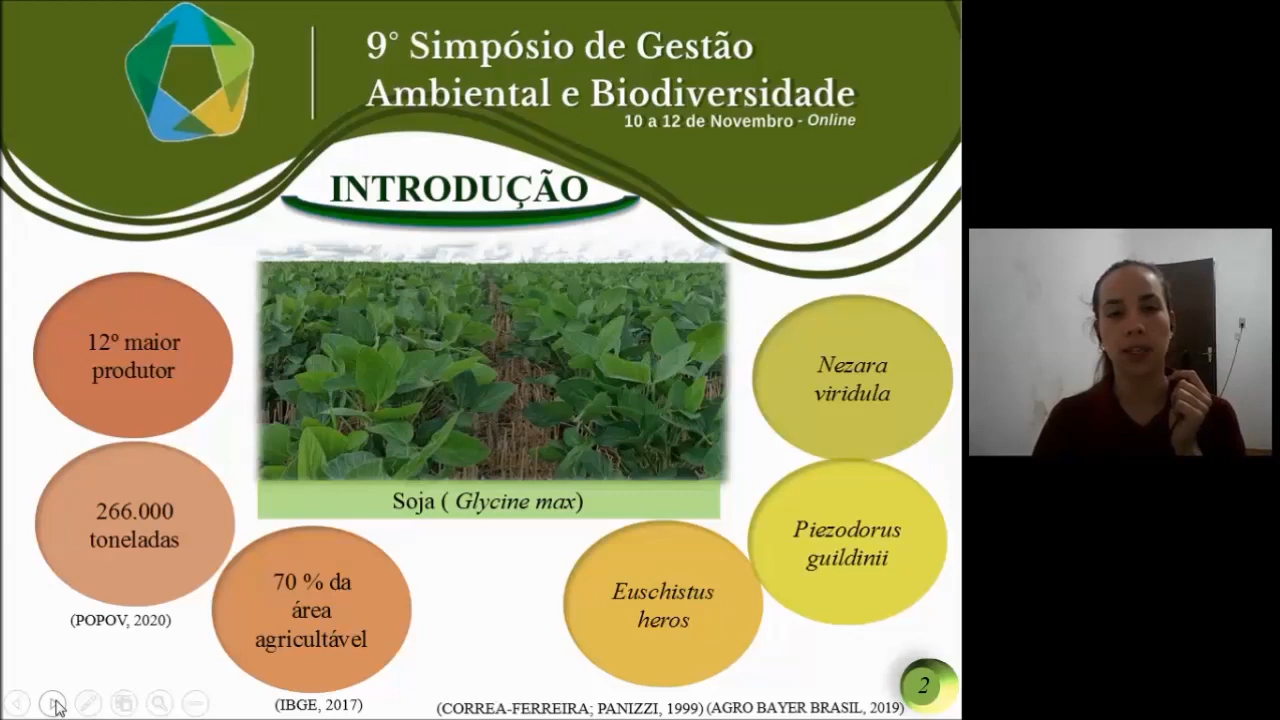 9° Simpósio de Gestão
Ambiental e Biodiversidade
10 a 12 de Novembro - Online
INTRODUÇÃO
12º maior
produtor
266.000
toneladas
(POPOV, 2020)
70 % da
área
agricultável
(IBGE, 2017)
Soja ( Glycine max)
Nezara
viridula
Piezodorus
guildinii
Euschistus
heros
(CORREA-FERREIRA; PANIZZI, 1999) (AGRO BAYER BRASIL, 2019)
2